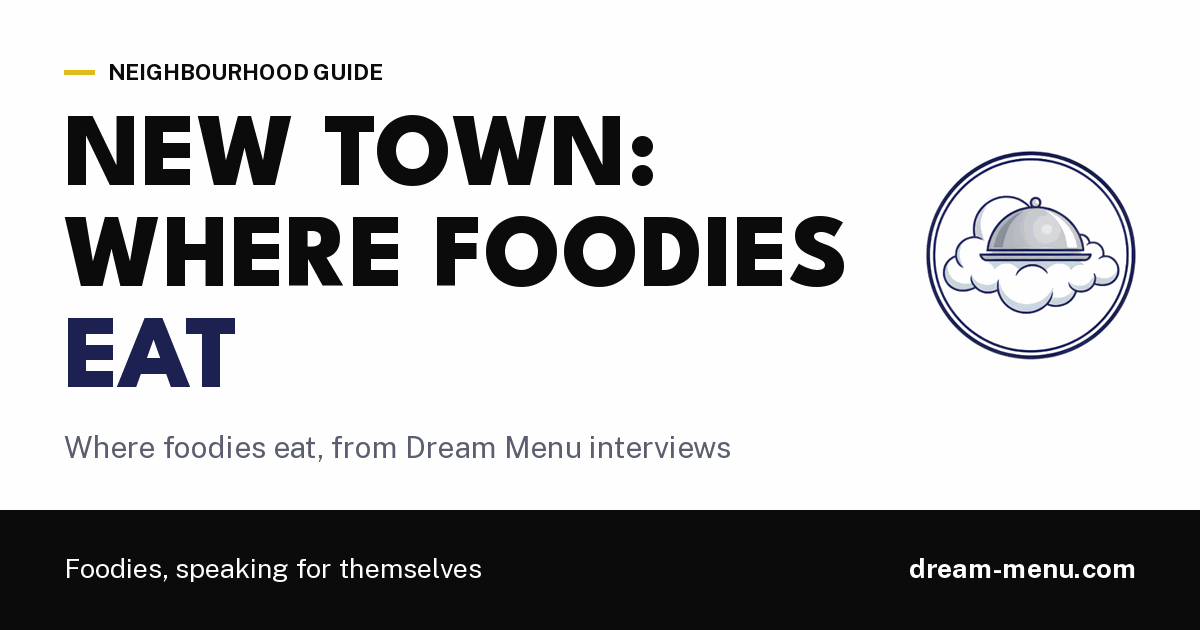 NEIGHBOURHOOD GUIDE
NEW TOWN:
WHERE FOODIES
EAT
Where foodies eat, from Dream Menu interviews
Foodies, speaking for themselves
dream-menu.com